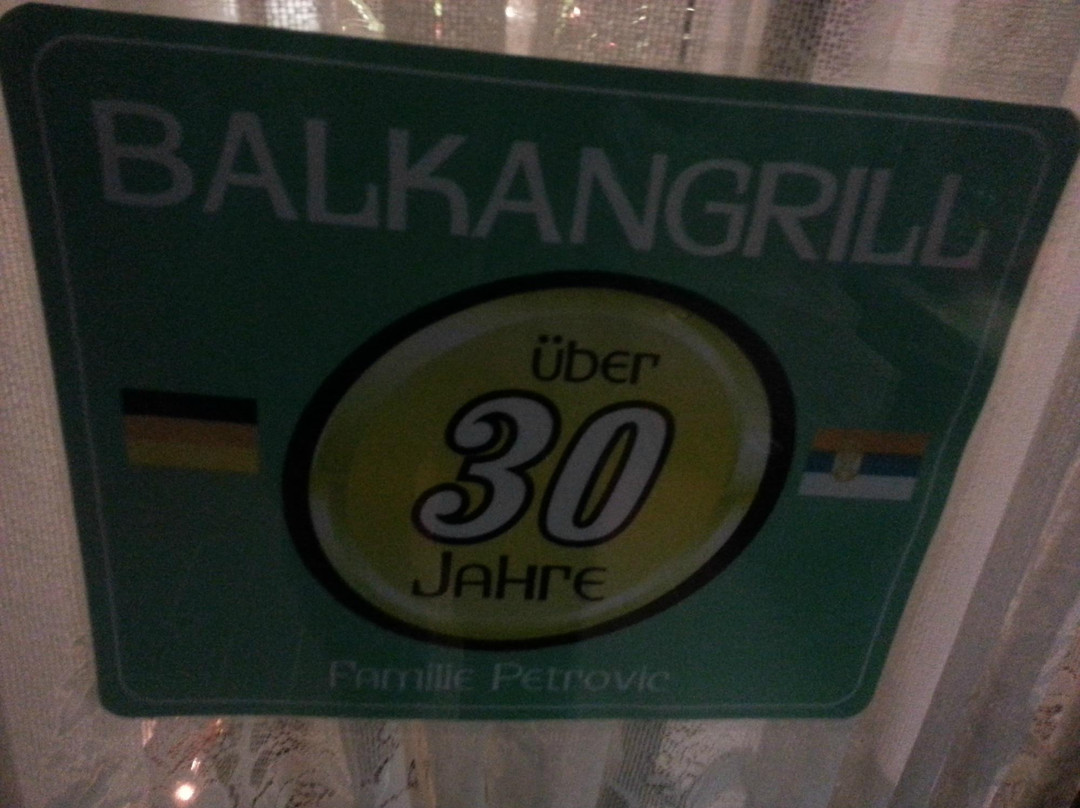 BALKANGRILL
über
30
Jahre
Familie Petrovic